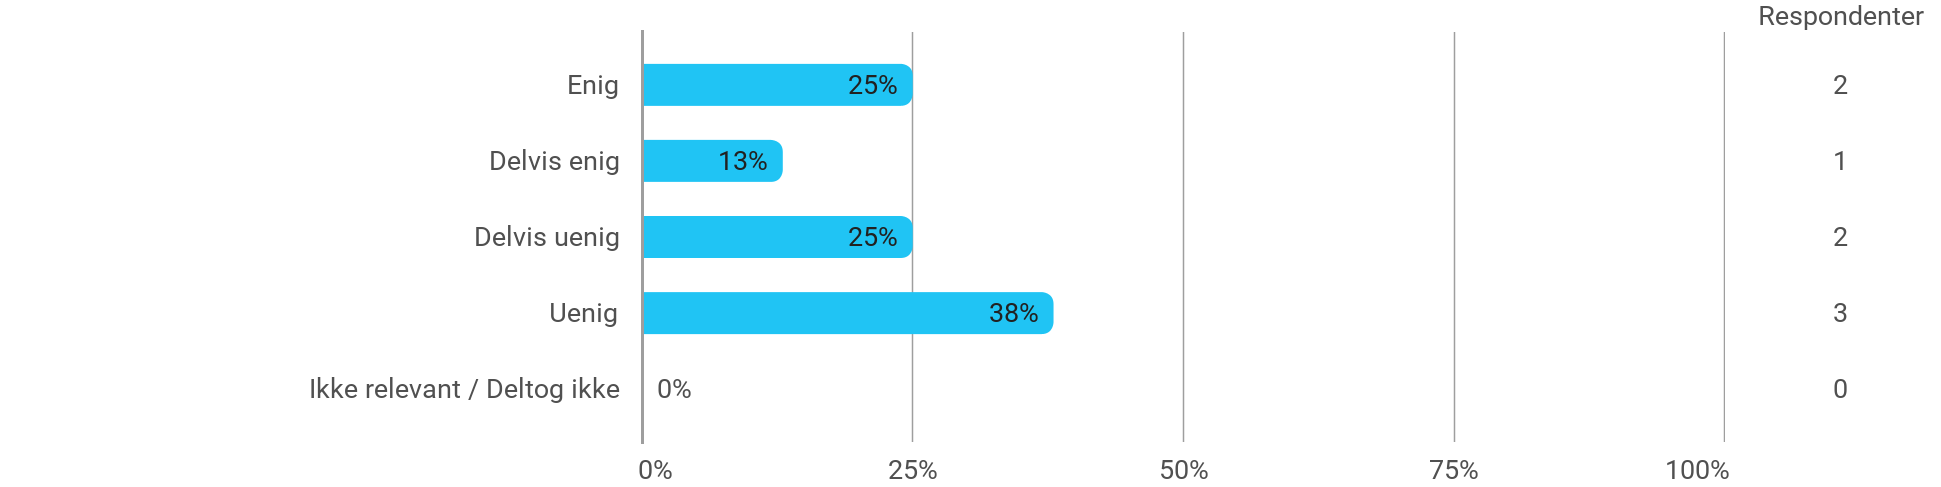 Respondenter
Enig 25% 2
Delvis enig 13% 1
Delvis uenig 25% 2
Uenig 38% 3
Ikke relevant / Deltog ikke 0% 0
0% 25% 50% 75% 100%